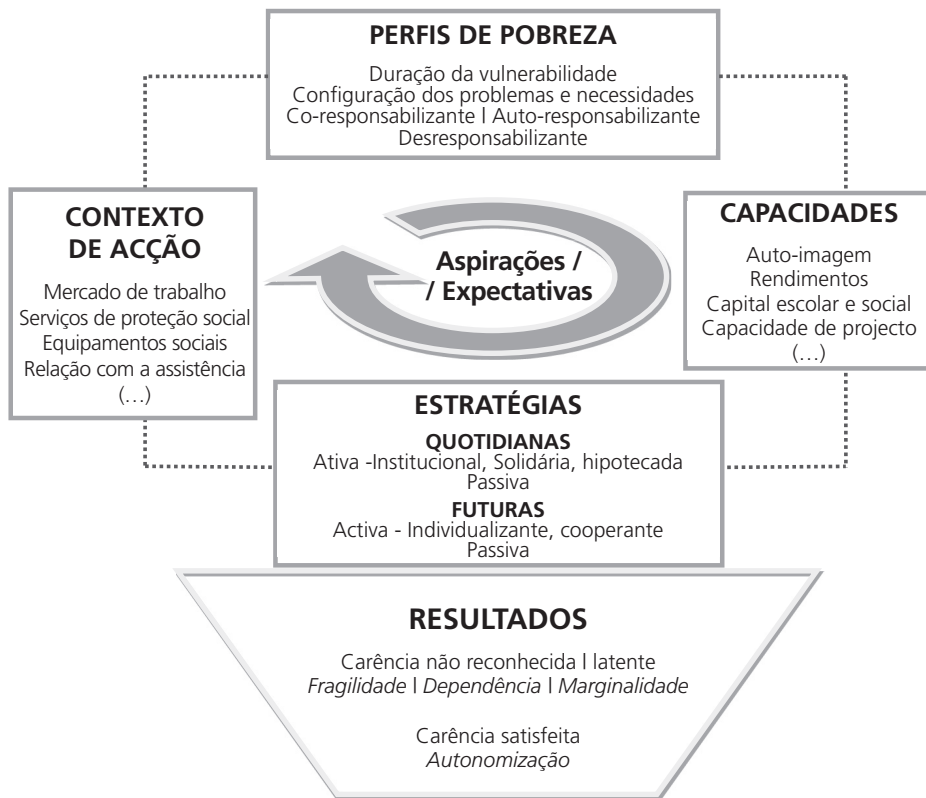 PERFIS DE POBREZA
Duração da vulnerabilidade
Configuração dos problemas e necessidades
Co-responsabilizante l Auto-responsabilizante
Desresponsabilizante
CONTEXTO
DE ACÇÃO
Mercado de trabalho
Serviços de proteção social
Equipamentos sociais
Relação com a assistência
(...)
Aspirações /
/ Expectativas
CAPACIDADES
Auto-imagem
Rendimentos
Capital escolar e social
Capacidade de projecto
(...)
ESTRATÉGIAS
QUOTIDIANAS
Ativa -Institucional, Solidária, hipotecada
Passiva
FUTURAS
Activa - Individualizante, cooperante
Passiva
RESULTADOS
Carência não reconhecida l latente
Fragilidade l Dependência l Marginalidade
Carência satisfeita
Autonomização